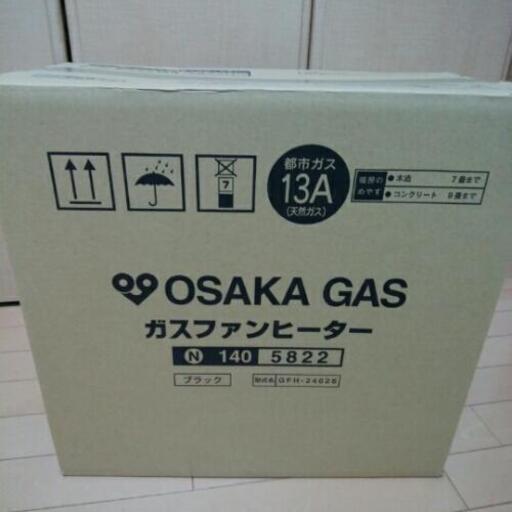 7
都市ガス
13A
(天然ガス)
暖房の
めやす
●木造 7畳まで
●コンクリート 9畳まで
OSAKA GAS
ガスファンヒーター
N 140 5822
ブラック
型式名 GFH-2402S